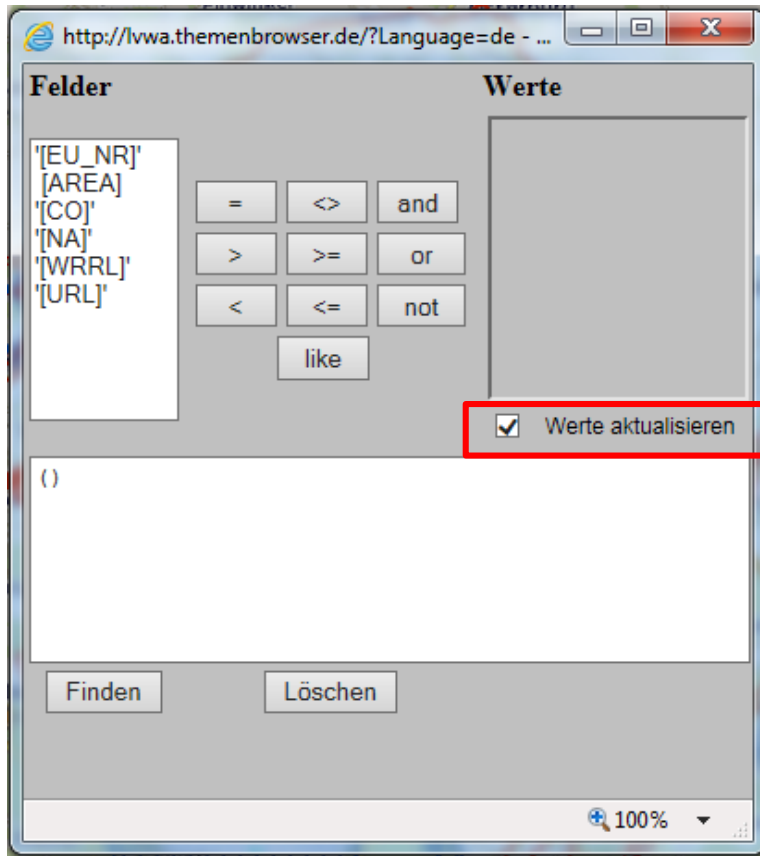 http://lvwa.themenbrowser.de/?Language=de - ...
Felder
Werte
'[EU_NR]'
[AREA]
'[CO]'
'[NA]'
'[WRRL]'
'[URL]'
= <> and
> >= or
< <= not
like
Werte aktualisieren
()
Finden Löschen
100%